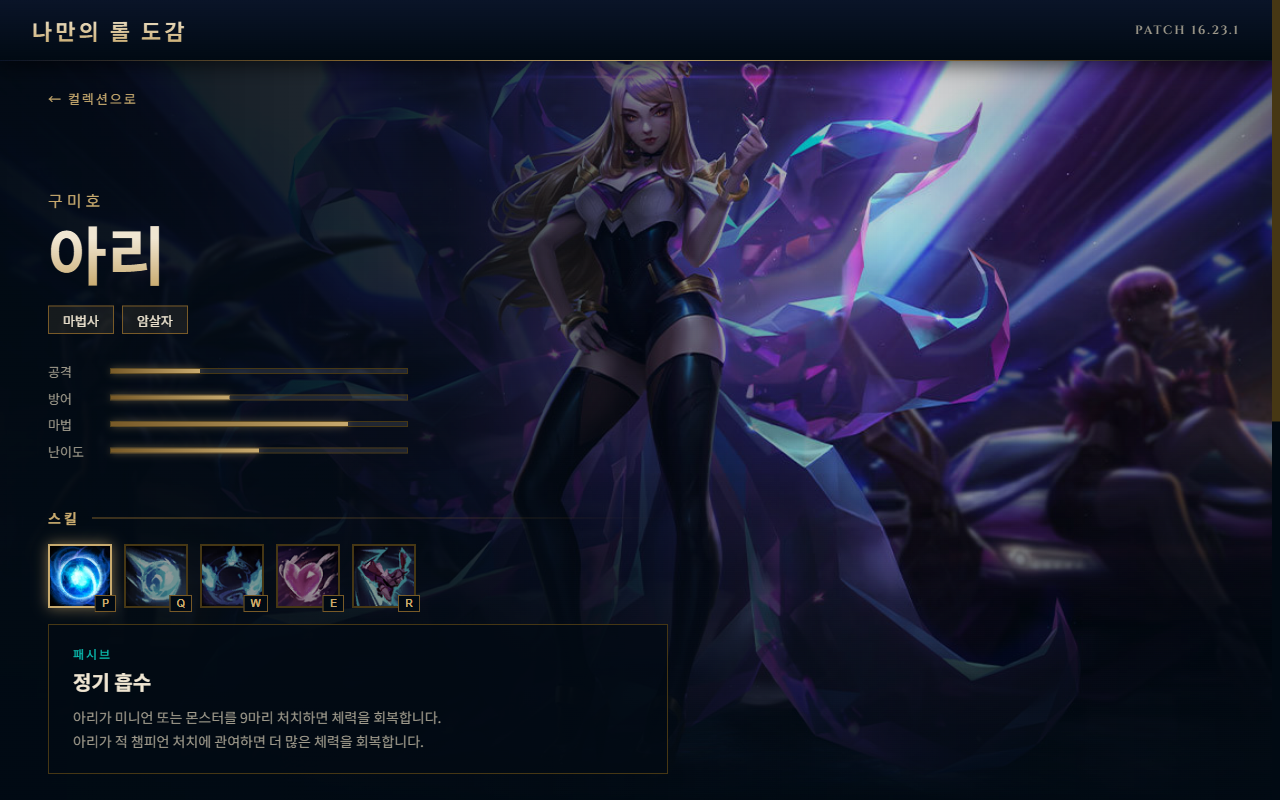 나만의 롤 도감
PATCH 16.23.1
← 컬렉션으로
구미호
아리
마법사
암살자
공격
방어
마법
난이도
스킬
P
Q
W
E
R
패시브
정기 흡수
아리가 미니언 또는 몬스터를 9마리 처치하면 체력을 회복합니다.
아리가 적 챔피언 처치에 관여하면 더 많은 체력을 회복합니다.